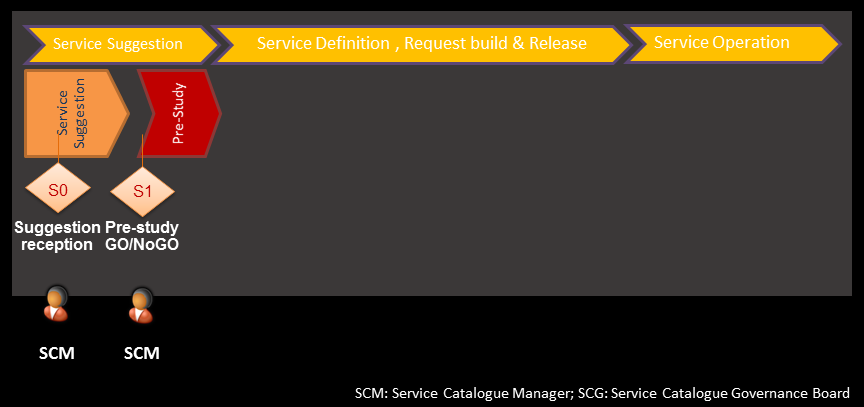 Service Suggestion
Service Definition , Request build & Release
Service Operation
Service
Suggestion
Pre-Study
S0
S1
Suggestion
reception
Pre-study
GO/NoGO
SCM
SCM
SCM: Service Catalogue Manager; SCG: Service Catalogue Governance Board